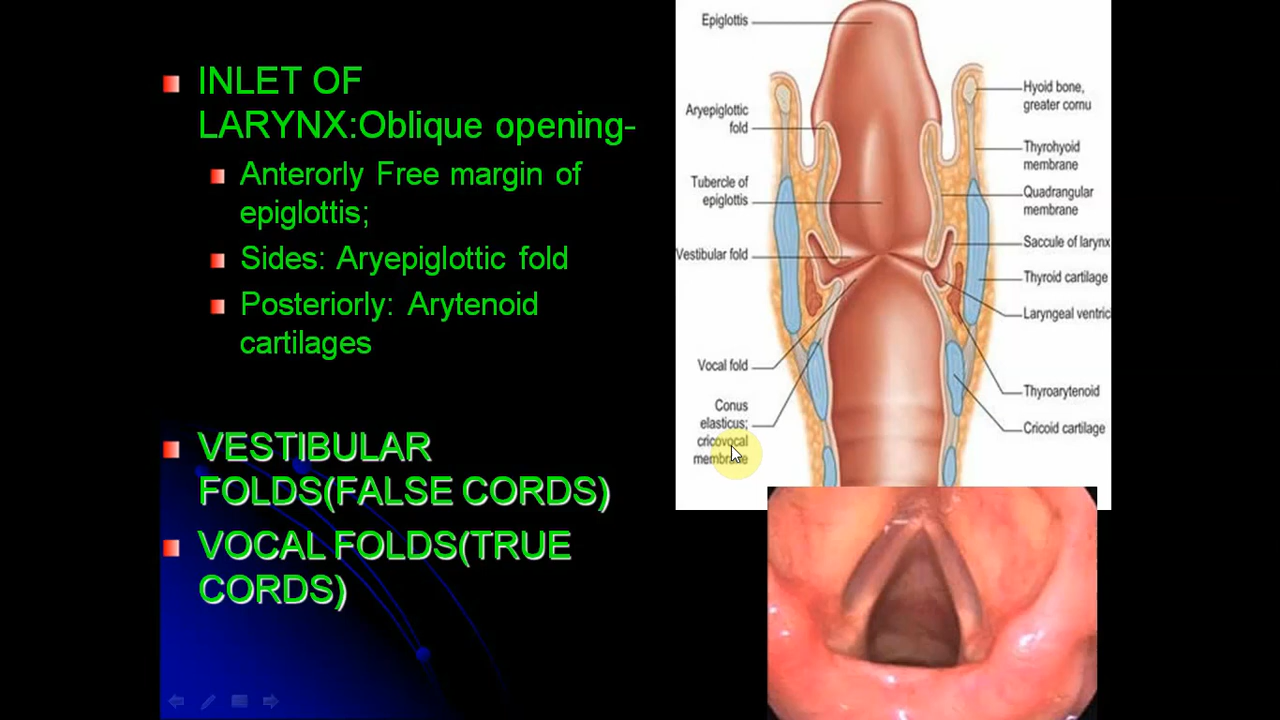 INLET OF
LARYNX:Oblique opening-
Anterorly Free margin of
epiglottis;
Sides: Aryepiglottic fold
Posteriorly: Arytenoid
cartilages
VESTIBULAR
FOLDS(FALSE CORDS)
VOCAL FOLDS(TRUE
CORDS)
Epiglottis
Aryepiglottic
fold
Tubercle of
epiglottis
Vestibular fold
Vocal fold
Conus
elasticus;
cricovocal
membrane
Hyoid bone,
greater cornu
Thyrohyoid
membrane
Quadrangular
membrane
Saccule of larynx
Thyroid cartilage
Laryngeal ventric
Thyroarytenoid
Cricoid cartilage